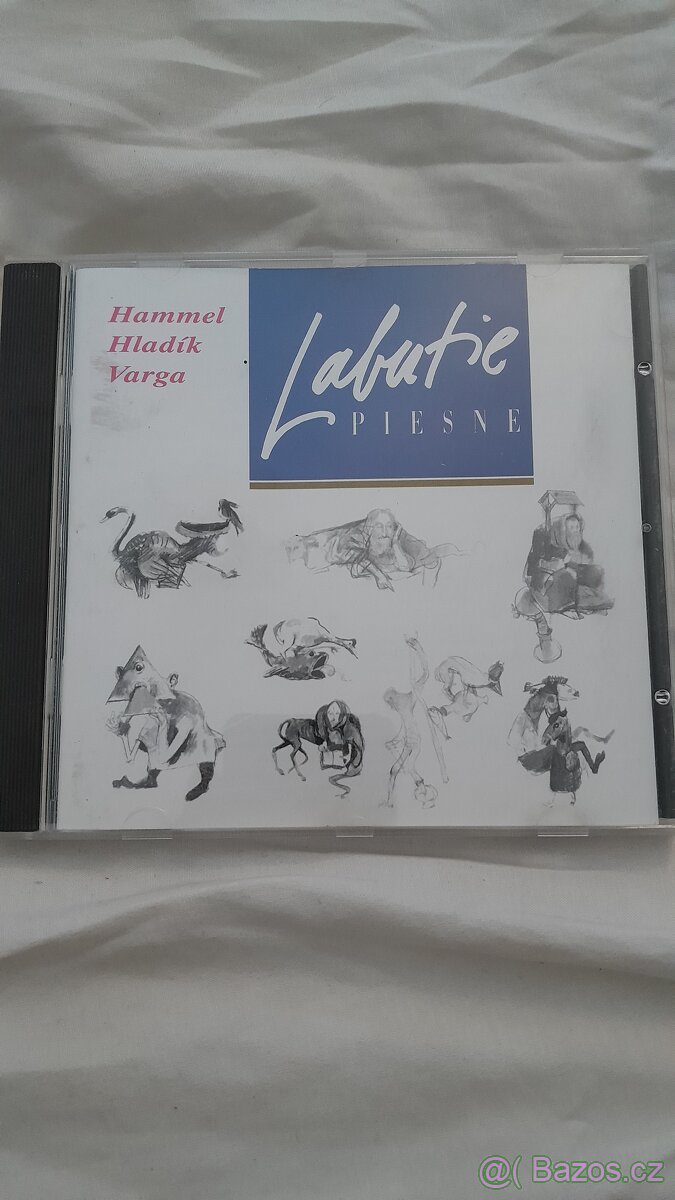 Hammel
Hladík
Varga
Labutie
PIESNE
@( Bazos.cz